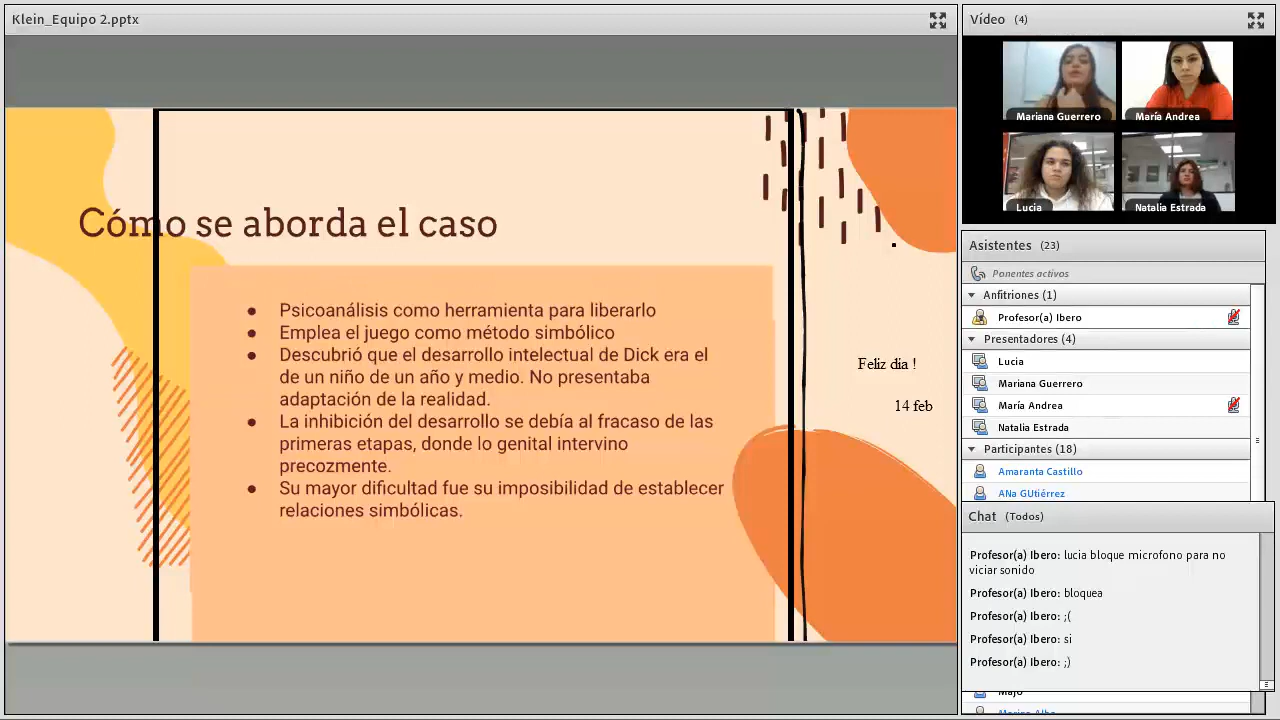 Klein_Equipo 2.pptx
Cómo se aborda el caso
● Psicoanálisis como herramienta para liberarlo
● Emplea el juego como método simbólico
● Descubrió que el desarrollo intelectual de Dick era el
de un niño de un año y medio. No presentaba
adaptación de la realidad.
● La inhibición del desarrollo se debía al fracaso de las
primeras etapas, donde lo genital intervino
precozmente.
● Su mayor dificultad fue su imposibilidad de establecer
relaciones simbólicas.
Feliz dia !
14 feb
Vídeo (4)
Mariana Guerrero
María Andrea
Lucia
Natalia Estrada
Asistentes (23)
Ponentes activos
Anfitriones (1)
Profesor(a) Ibero
Presentadores (4)
Lucia
Mariana Guerrero
María Andrea
Natalia Estrada
Participantes (18)
Amaranta Castillo
ANa GUtiérrez
Chat (Todos)
Profesor(a) Ibero: lucia bloque microfono para no
viciar sonido
Profesor(a) Ibero: bloquea
Profesor(a) Ibero: ;(
Profesor(a) Ibero: si
Profesor(a) Ibero: ;)
Majo